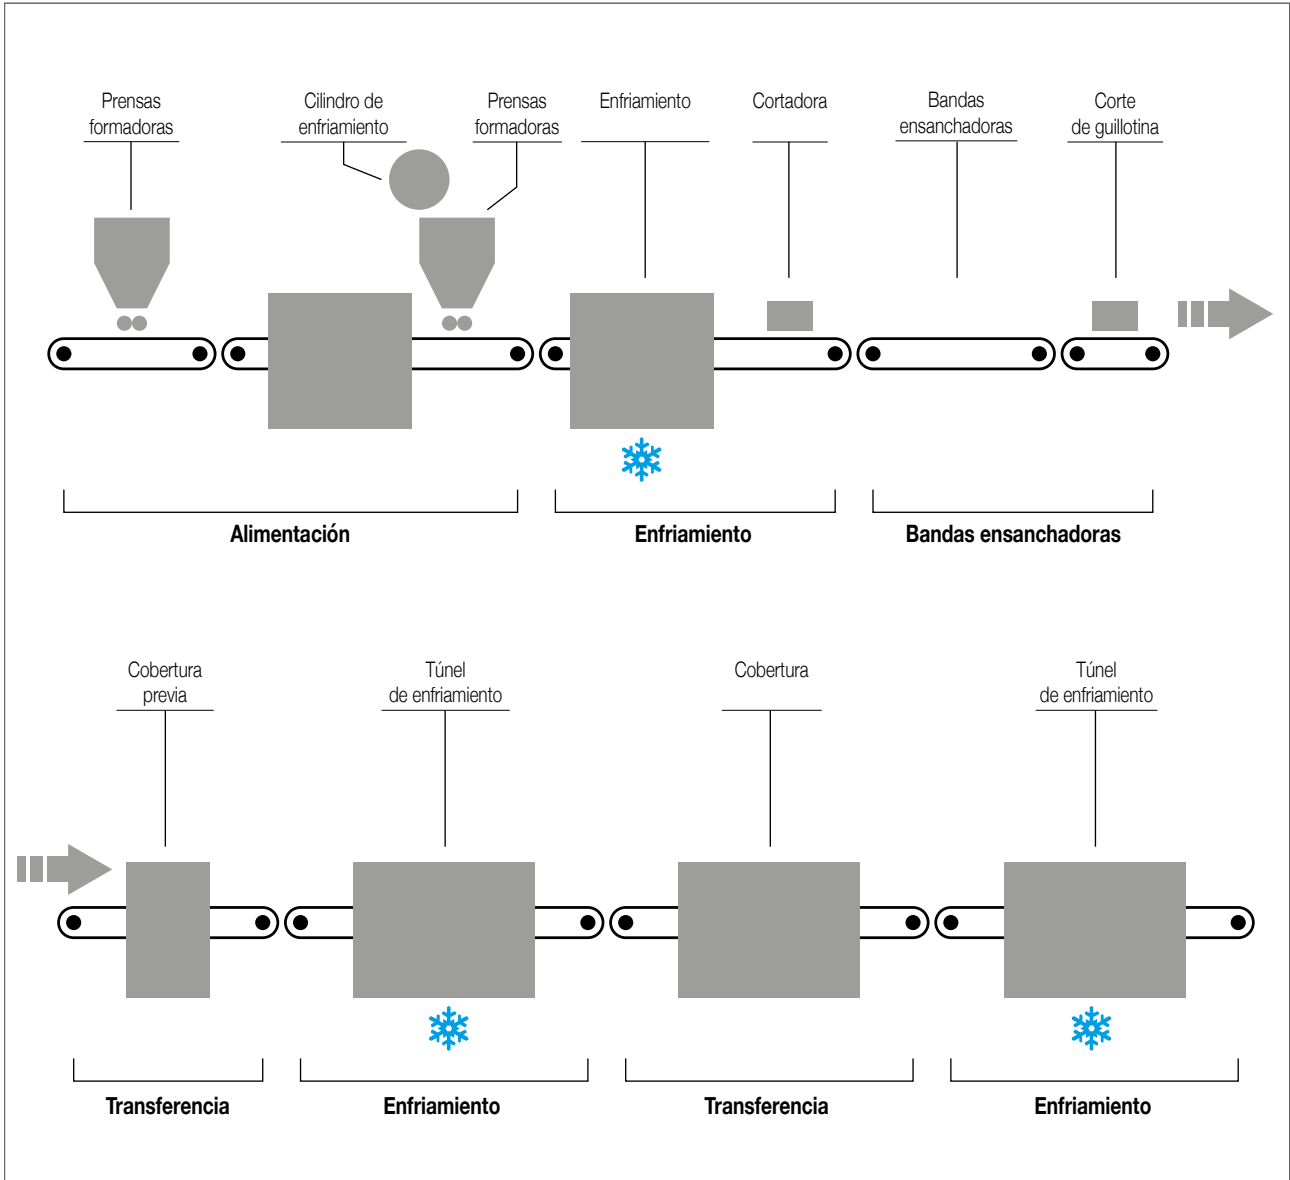 Prensas
formadoras
Cilindro de
enfriamiento
Prensas
formadoras
Enfriamiento
Cortadora
Bandas
ensanchadoras
Corte
de guillotina
Alimentación
Enfriamiento
Bandas ensanchadoras
Cobertura
previa
Túnel
de enfriamiento
Cobertura
Túnel
de enfriamiento
Transferencia
Enfriamiento
Transferencia
Enfriamiento